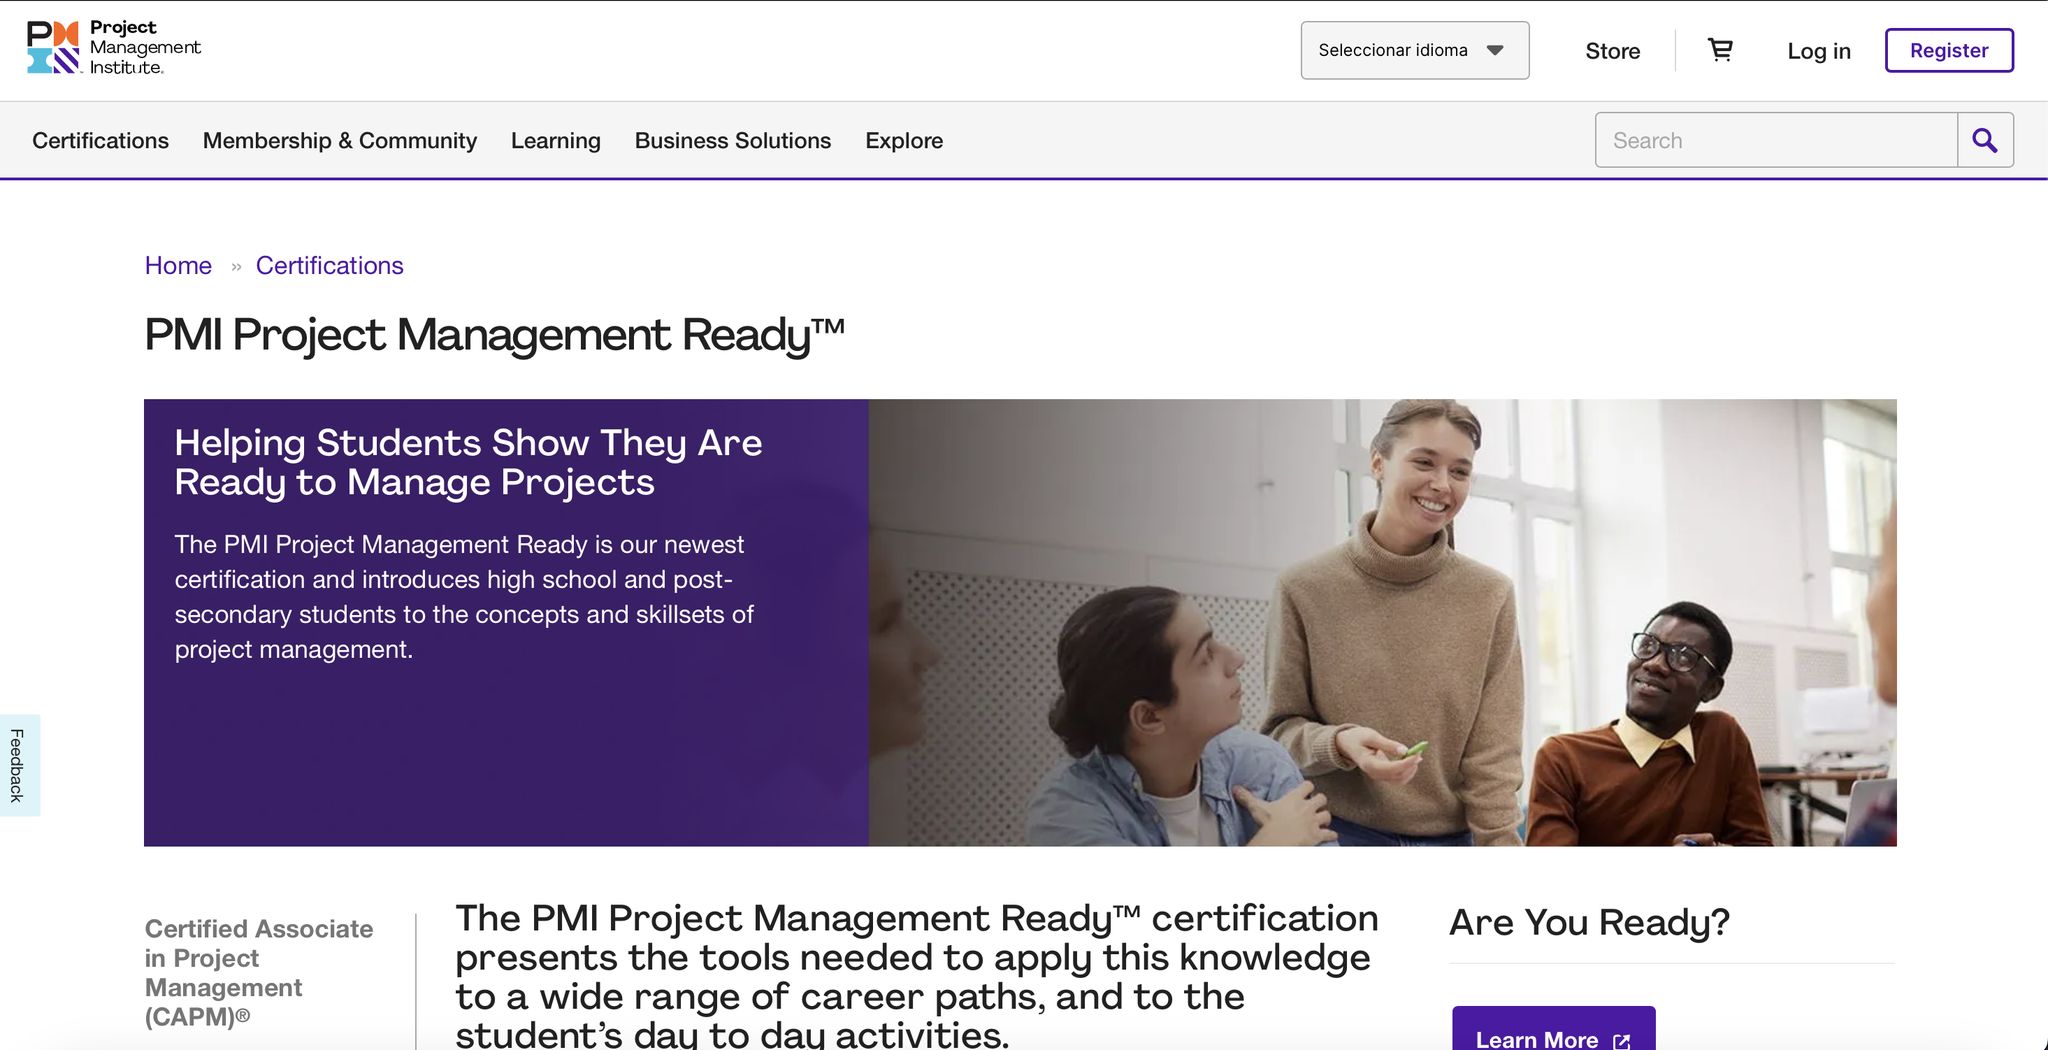 Project
Management
Institute.
Seleccionar idioma
Store
Log in
Register
Certifications
Membership & Community
Learning
Business Solutions
Explore
Search
Home » Certifications
PMI Project Management Ready™
Helping Students Show They Are
Ready to Manage Projects
The PMI Project Management Ready is our newest
certification and introduces high school and post-
secondary students to the concepts and skillsets of
project management.
Feedback
Certified Associate
in Project
Management
(CAPM)®
The PMI Project Management Ready™ certification
presents the tools needed to apply this knowledge
to a wide range of career paths, and to the
student's day to day activities.
Are You Ready?
Learn More